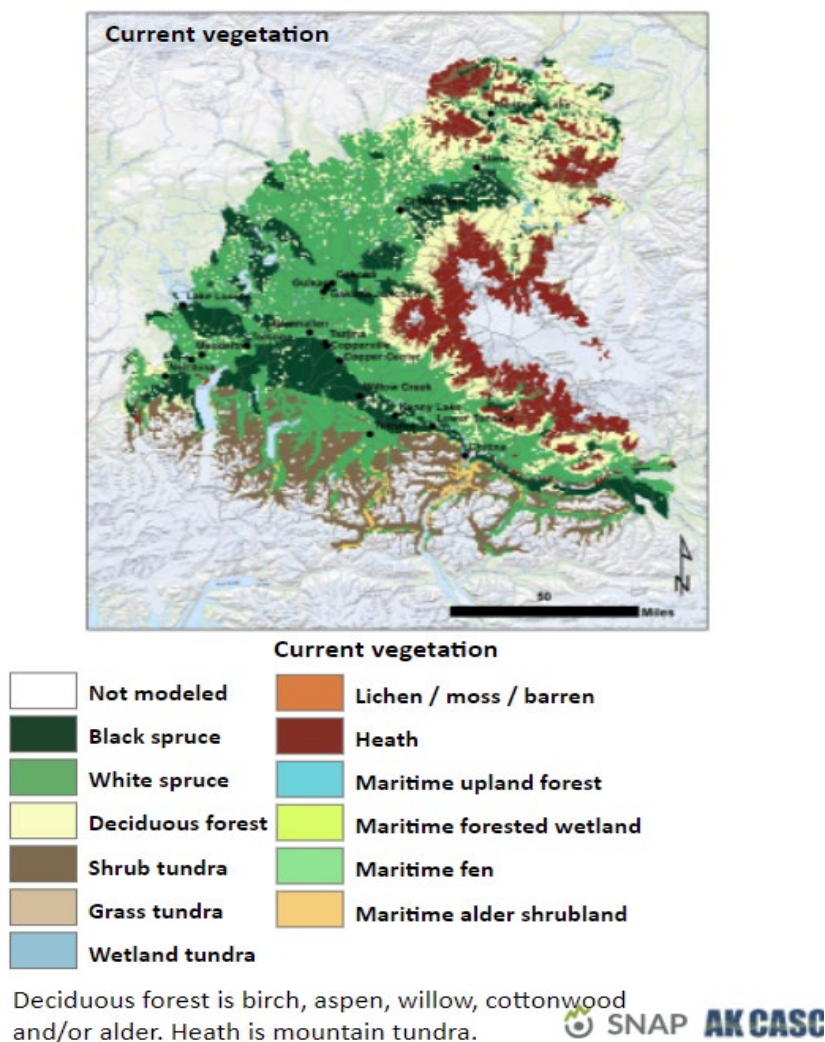 Current vegetation
Lake Louise
Willow Creek
Kenny Lake
Copperville
Copper Center
Chitina
50
Miles
N
Current vegetation
Not modeled
Black spruce
White spruce
Deciduous forest
Shrub tundra
Grass tundra
Wetland tundra
Lichen / moss / barren
Heath
Maritime upland forest
Maritime forested wetland
Maritime fen
Maritime alder shrubland
Deciduous forest is birch, aspen, willow, cottonwood
and/or alder. Heath is mountain tundra.
SNAP AK CASC